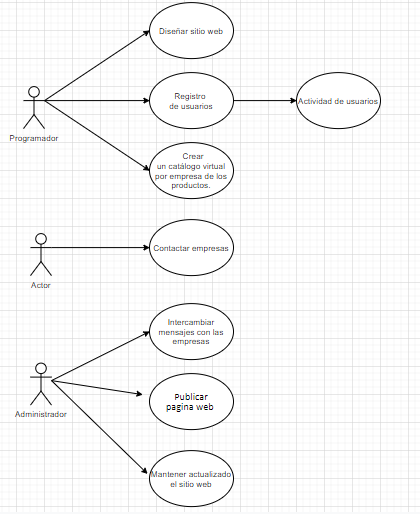 Diseñar sitio web
Registro
de usuarios
Actividad de usuarios
Programador
Crear
un catálogo virtual
por empresa de los
productos.
Contactar empresas
Actor
Intercambiar
mensajes con las
empresas
Administrador
Publicar
pagina web
Mantener actualizado
el sitio web